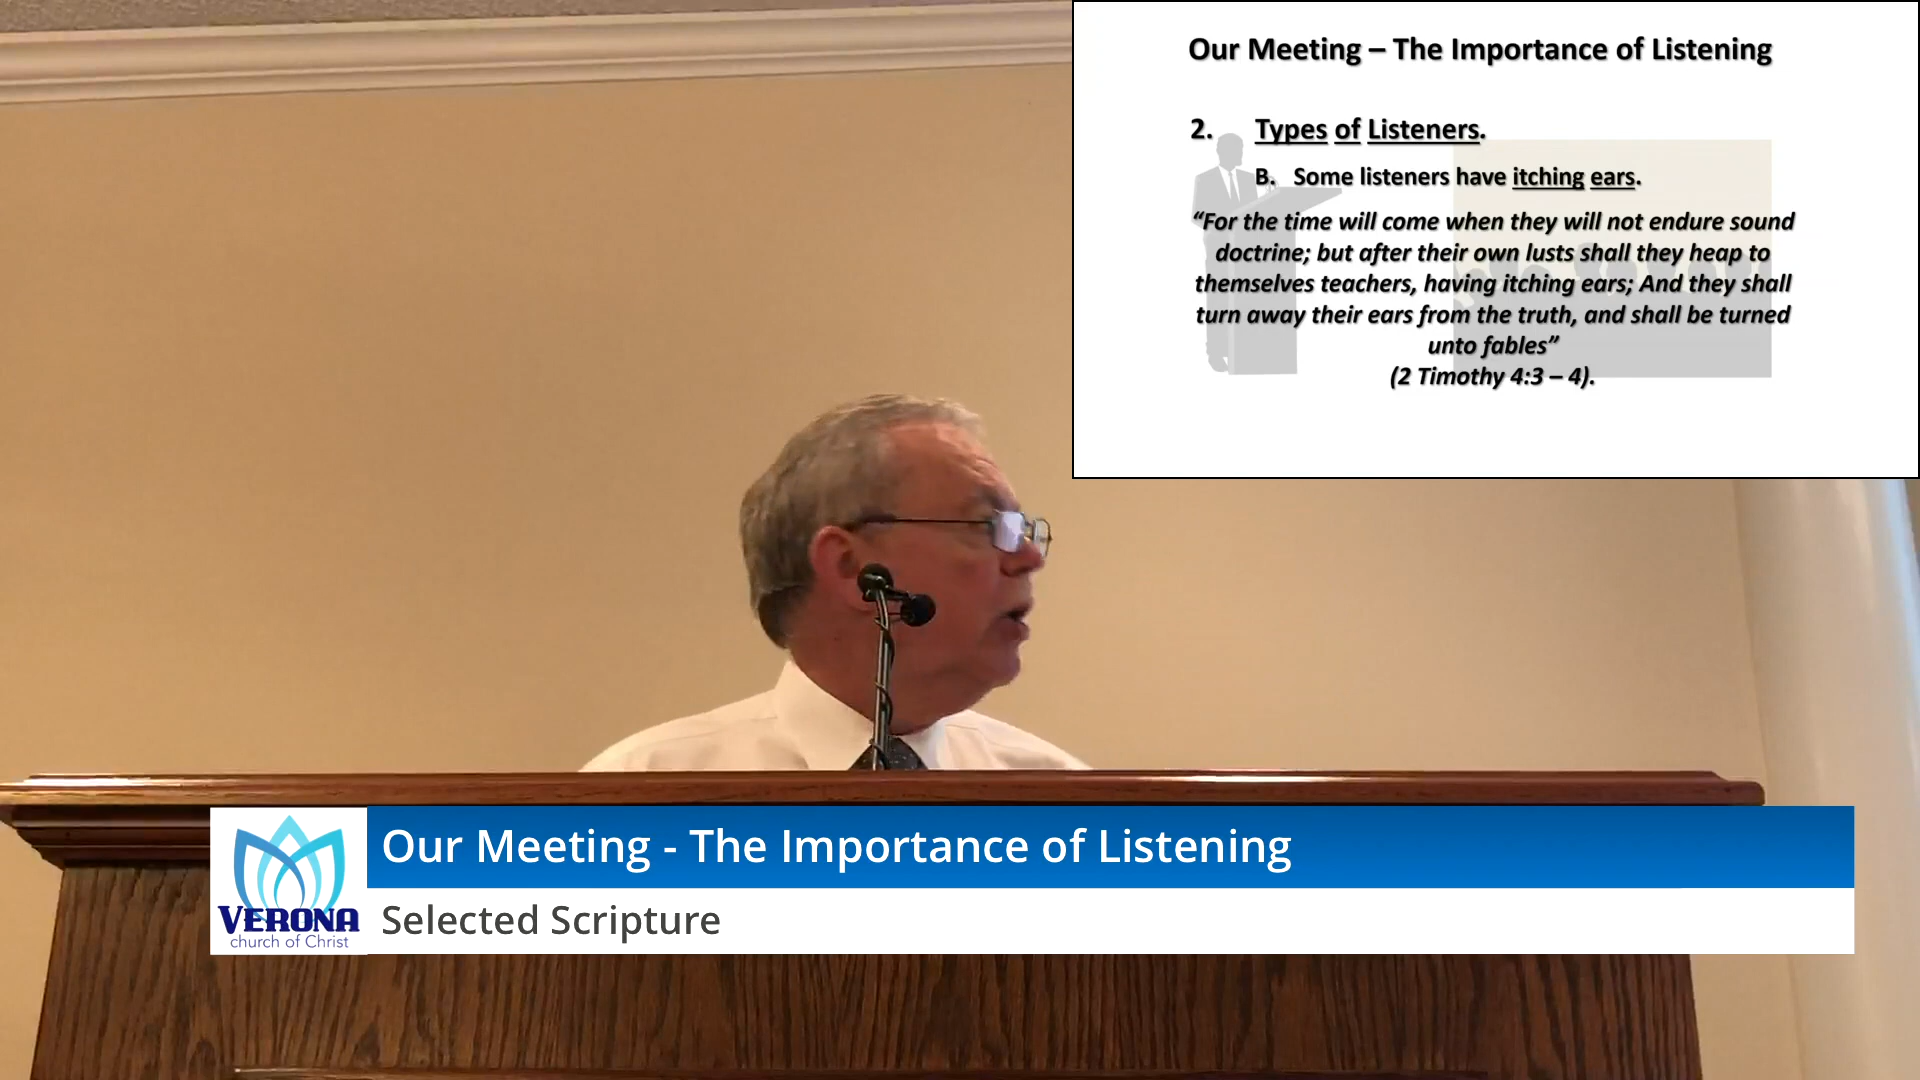 Our Meeting – The Importance of Listening
2. Types of Listeners.
B. Some listeners have itching ears.
“For the time will come when they will not endure sound
doctrine; but after their own lusts shall they heap to
themselves teachers, having itching ears; And they shall
turn away their ears from the truth, and shall be turned
unto fables”
(2 Timothy 4:3 – 4).
Our Meeting - The Importance of Listening
VERONA
church of Christ
Selected Scripture